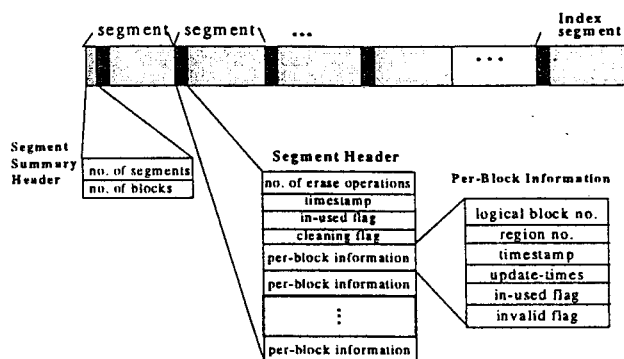 segment
segment
...
Index
segment
...
Segment
Summary
Header
no. of segments
no. of blocks
Segment Header
no. of erase operations
timestamp
in-used flag
cleaning flag
per-block information
per-block information
per-block information
Per-Block Information
logical block no.
region no.
timestamp
update-times
in-used flag
invalid flag